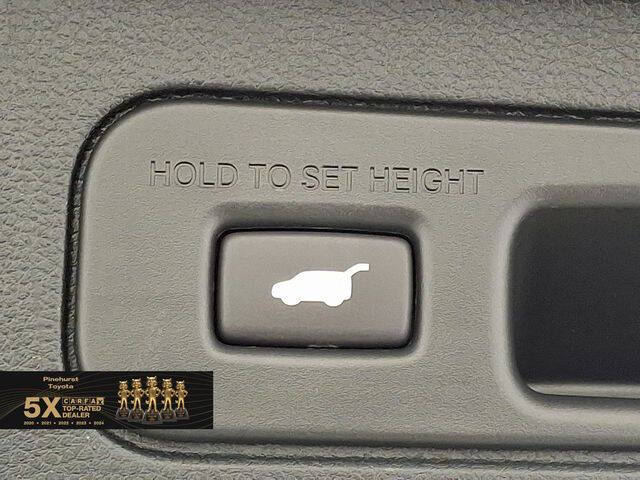 HOLD TO SET HEIGHT
Pinehurst
Toyota
5X
CARFAX
TOP-RATED
DEALER
2020 • 2021 • 2022 • 2023 • 2024